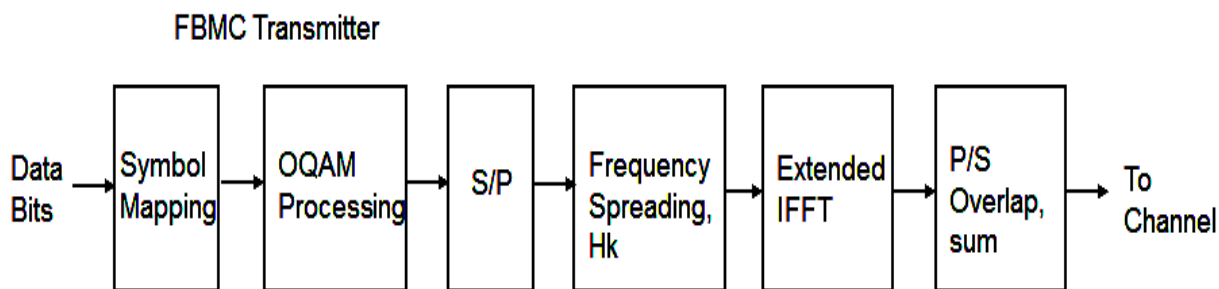 FBMC Transmitter
Data
Bits
Symbol
Mapping
OQAM
Processing
S/P
Frequency
Spreading,
Hk
Extended
IFFT
P/S
Overlap,
sum
To
Channel